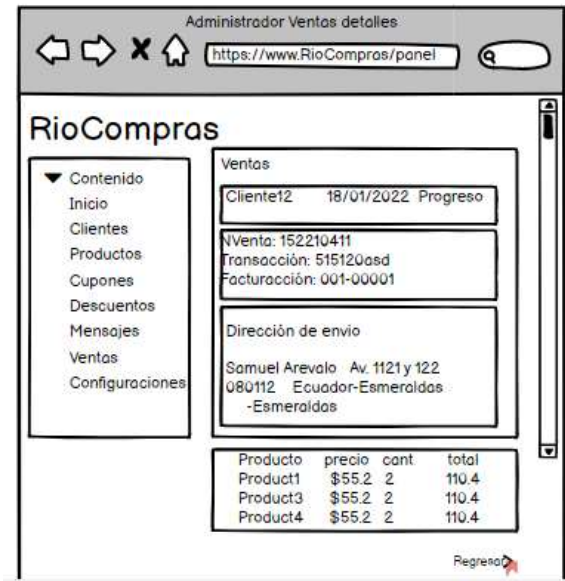 Administrador Ventas detalles
https://www.RioCompras/panel
RioCompras
Contenido
Inicio
Clientes
Productos
Cupones
Descuentos
Mensajes
Ventas
Configuraciones
Ventas
Cliente12 18/01/2022 Progreso
NVenta: 152210411
Transacción: 515120asd
Facturacción: 001-00001
Dirección de envio
Samuel Arevalo Av. 1121 y 122
080112 Ecuador-Esmeraldas
-Esmeraldas
Producto precio cant total
Product1 $55.2 2 110.4
Product3 $55.2 2 110.4
Product4 $55.2 2 110.4
Regresar